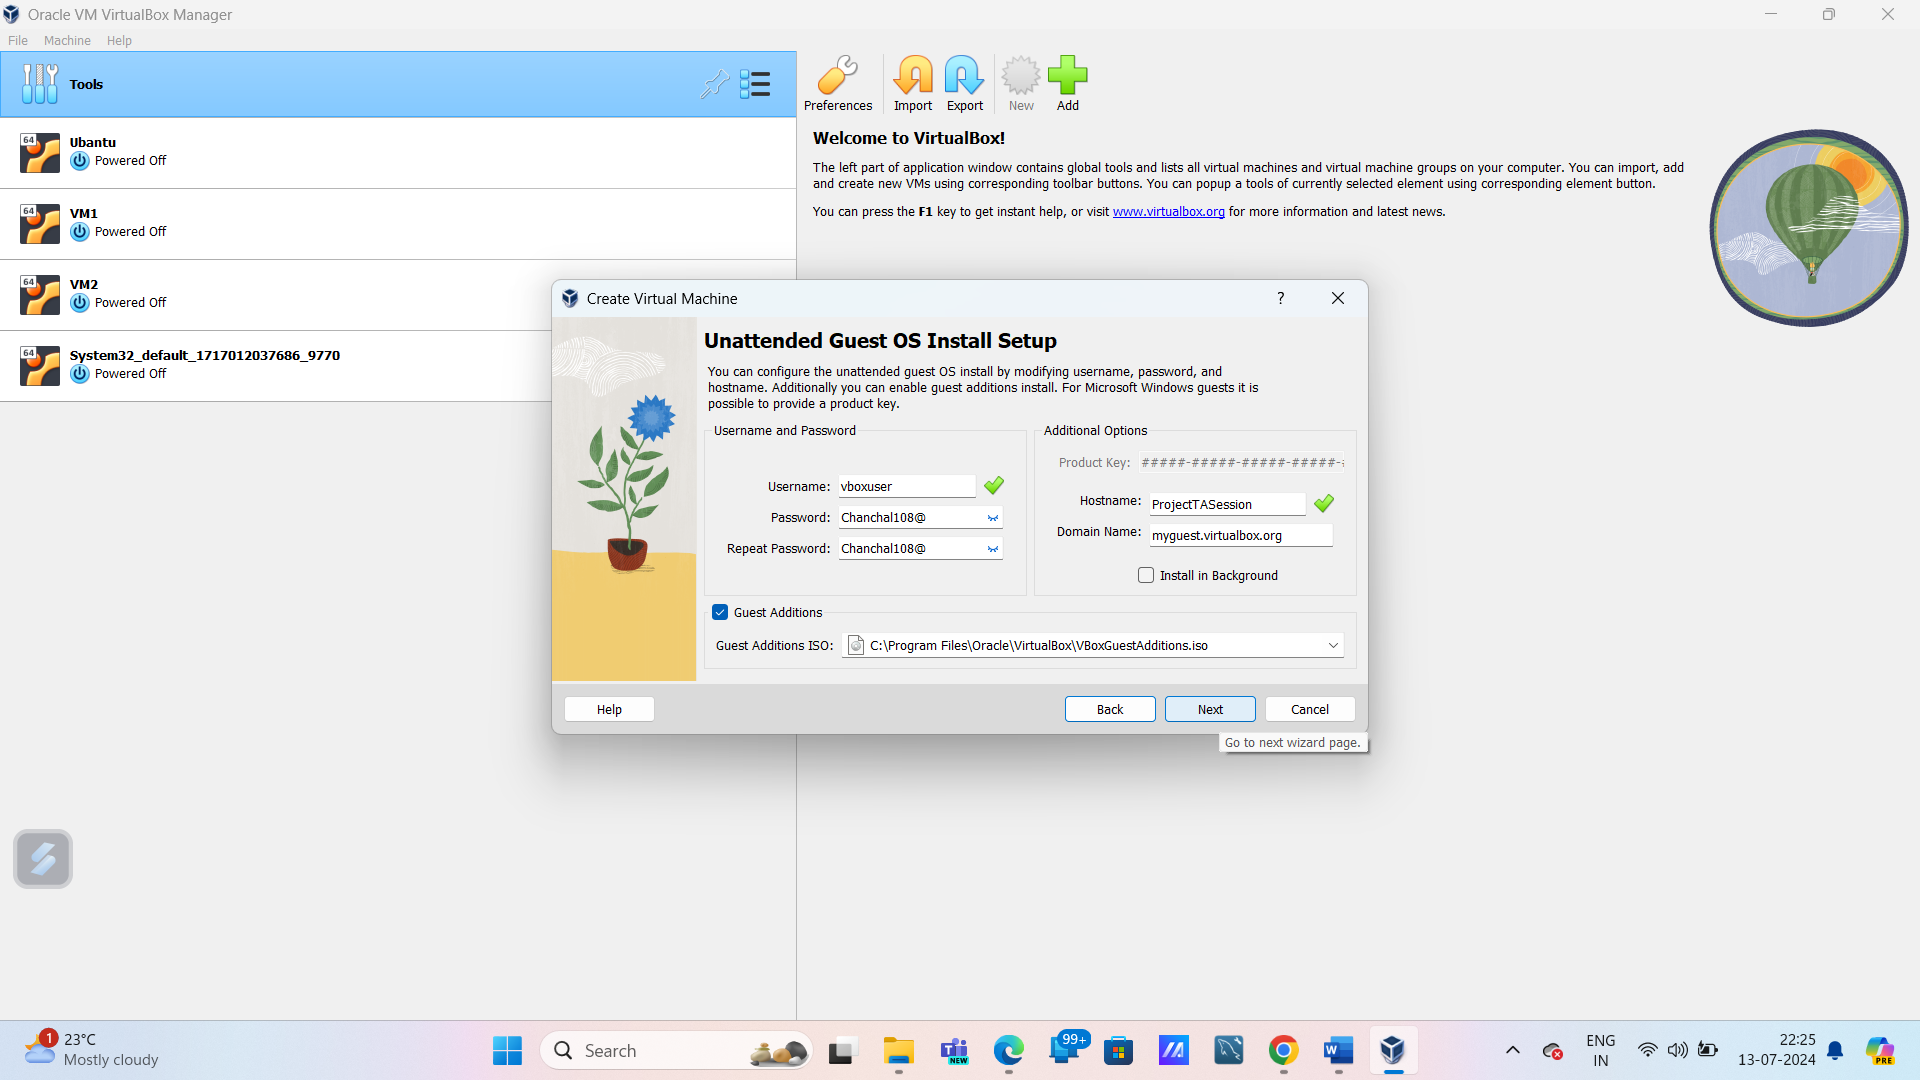 Oracle VM VirtualBox Manager
File Machine Help
Tools
64 Ubantu
Powered Off
64 VM1
Powered Off
64 VM2
Powered Off
64 System32_default_1717012037686_9770
Powered Off
Preferences Import Export New Add
Welcome to VirtualBox!
The left part of application window contains global tools and lists all virtual machines and virtual machine groups on your computer. You can import, add
and create new VMs using corresponding toolbar buttons. You can popup a tools of currently selected element using corresponding element button.
You can press the F1 key to get instant help, or visit www.virtualbox.org for more information and latest news.
Create Virtual Machine ?
Unattended Guest OS Install Setup
You can configure the unattended guest OS install by modifying username, password, and
hostname. Additionally you can enable guest additions install. For Microsoft Windows guests it is
possible to provide a product key.
Username and Password
Username: vboxuser
Password: Chanchal108@
Repeat Password: Chanchal108@
Additional Options
Product Key: #####-#####-#####-#####-
Hostname: ProjectTASession
Domain Name: myguest.virtualbox.org
Install in Background
Guest Additions
Guest Additions ISO: C:\Program Files\Oracle\VirtualBox\VBoxGuestAdditions.iso
Help Back Next Cancel
Go to next wizard page.
1 23°C
Mostly cloudy
Search
NEW
99+
ENG
IN
22:25
13-07-2024
PRE